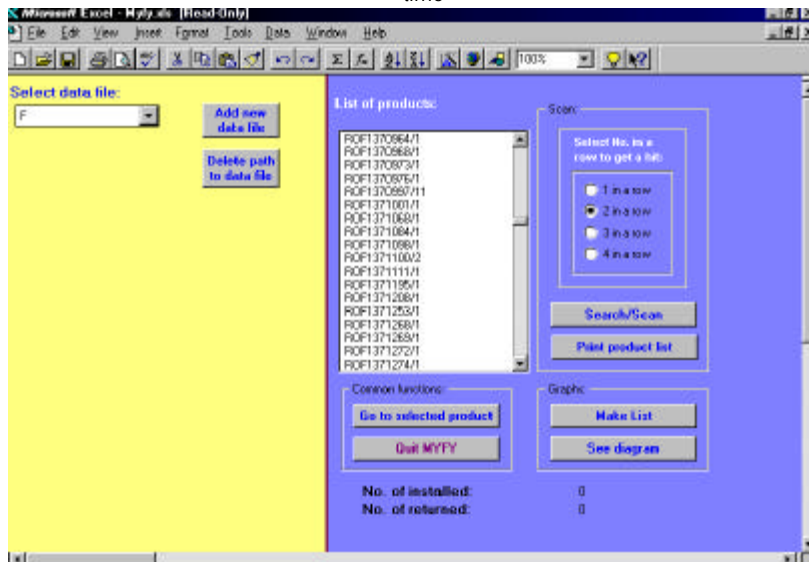 time
Microsoft Excel - Myfy.xls [Read-Only]
File Edit View Insert Format Tools Data Window Help
100%
Select data file:
F
Add new
data file
Delete path
to data file
List of products:
ROF1370964/1
ROF1370968/1
ROF1370973/1
ROF1370976/1
ROF1370997/11
ROF1371001/1
ROF1371068/1
ROF1371084/1
ROF1371098/1
ROF1371100/2
ROF1371111/1
ROF1371195/1
ROF1371208/1
ROF1371253/1
ROF1371268/1
ROF1371269/1
ROF1371272/1
ROF1371274/1
Scan:
Select No. in a
row to get a hit:
1 in a row
2 in a row
3 in a row
4 in a row
Search/Scan
Print product list
Common functions:
Go to selected product
Quit MYFY
Graphs:
Make List
See diagram
No. of installed: 0
No. of returned: 0